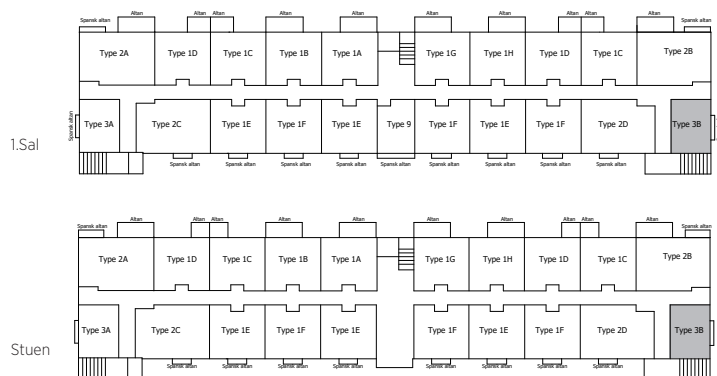 Spansk altan Altan Altan Altan Altan Altan Altan Altan Altan Altan Altan Spansk altan
Type 2A Type 1D Type 1C Type 1B Type 1A Type 1G Type 1H Type 1D Type 1C Type 2B
1.Sal
Spansk altan Type 3A Type 2C Type 1E Type 1F Type 1E Type 9 Type 1F Type 1E Type 1F Type 2D Type 3B
Spansk altan Spansk altan Spansk altan Spansk altan Spansk altan Spansk altan Spansk altan Spansk altan Spansk altan
Spansk altan Altan Altan Altan Altan Altan Altan Altan Altan Altan Altan Spansk altan
Type 2A Type 1D Type 1C Type 1B Type 1A Type 1G Type 1H Type 1D Type 1C Type 2B
Type 3A Type 2C Type 1E Type 1F Type 1E Type 1F Type 1E Type 1F Type 2D Type 3B
Stuen
Spansk altan Spansk altan Spansk altan Spansk altan Spansk altan Spansk altan Spansk altan Spansk altan